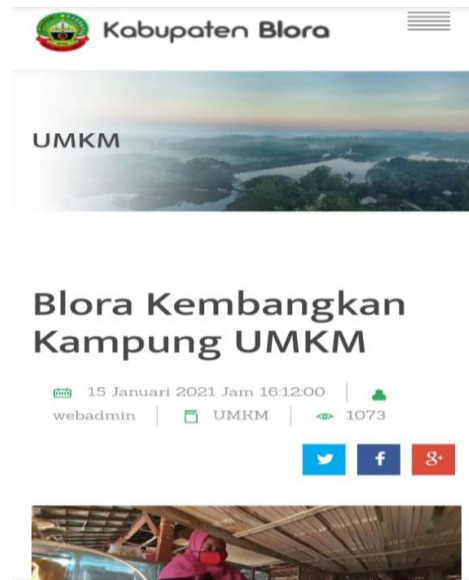 Kabupaten Blora
UMKM
Blora Kembangkan
Kampung UMKM
15 Januari 2021 Jam 16:12:00
webadmin | UMKM | 1073